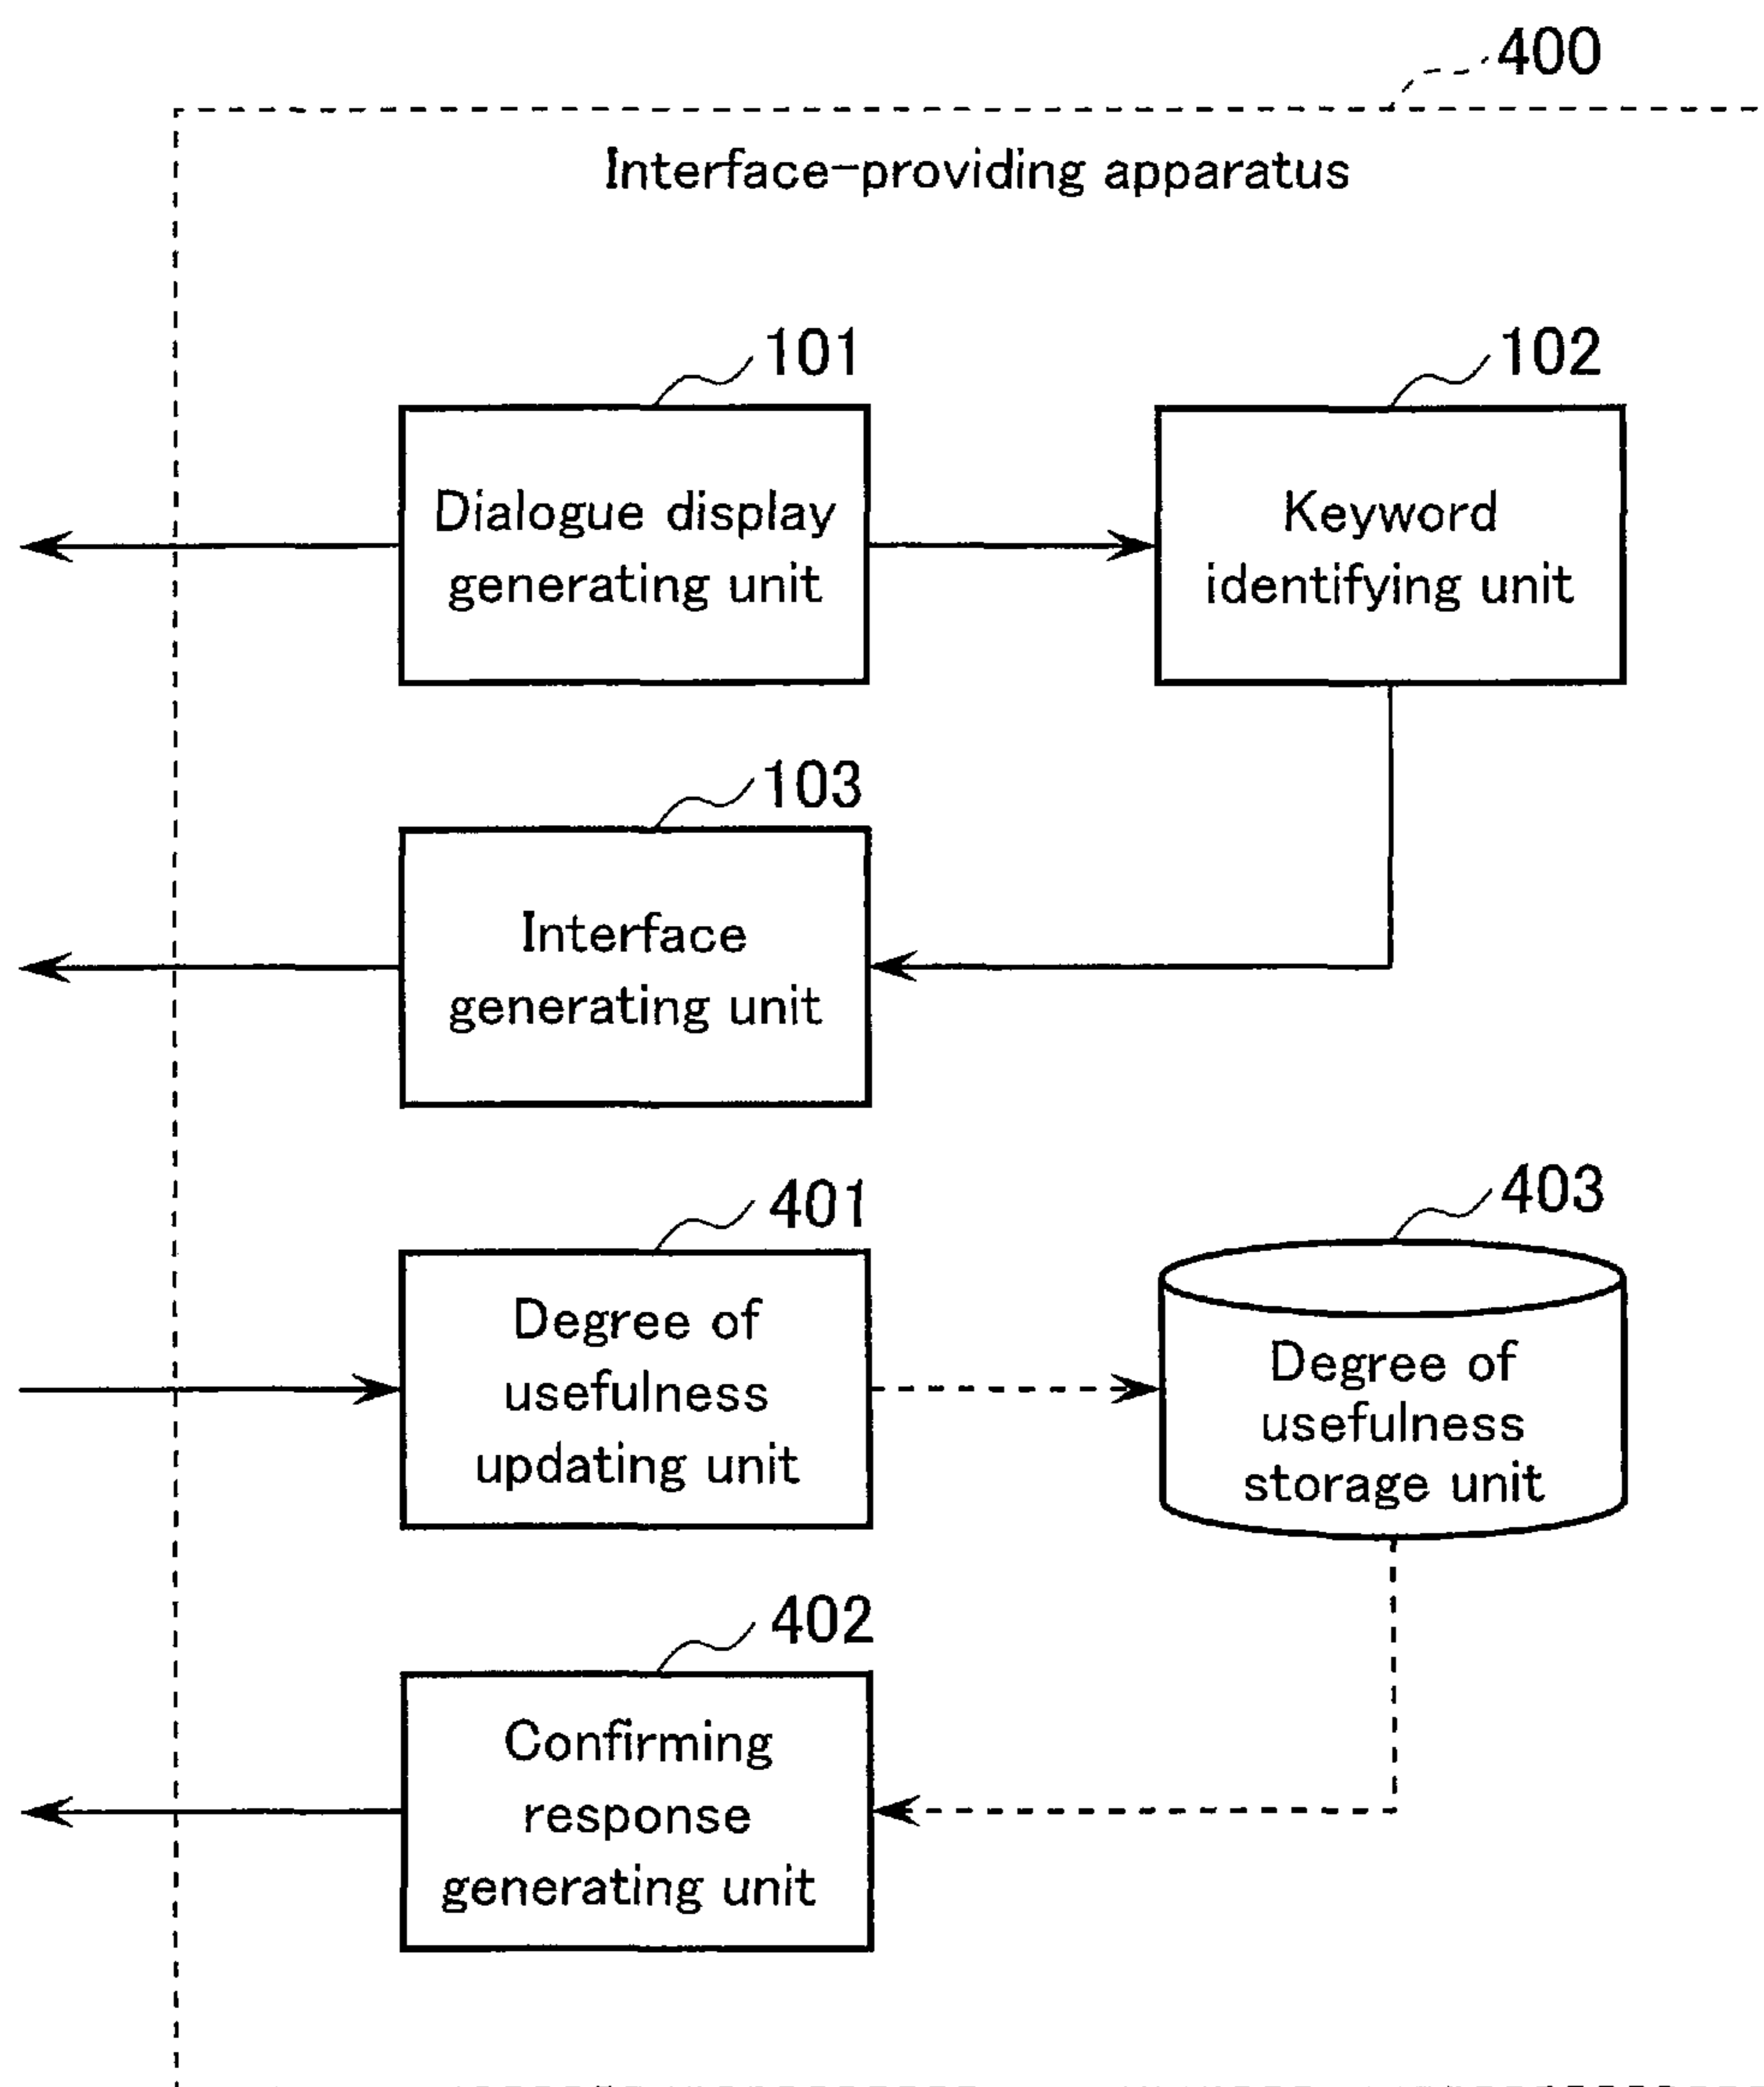 400
Interface-providing apparatus
101
102
Dialogue display
generating unit
Keyword
identifying unit
103
Interface
generating unit
401
403
Degree of
usefulness
updating unit
Degree of
usefulness
storage unit
402
Confirming
response
generating unit